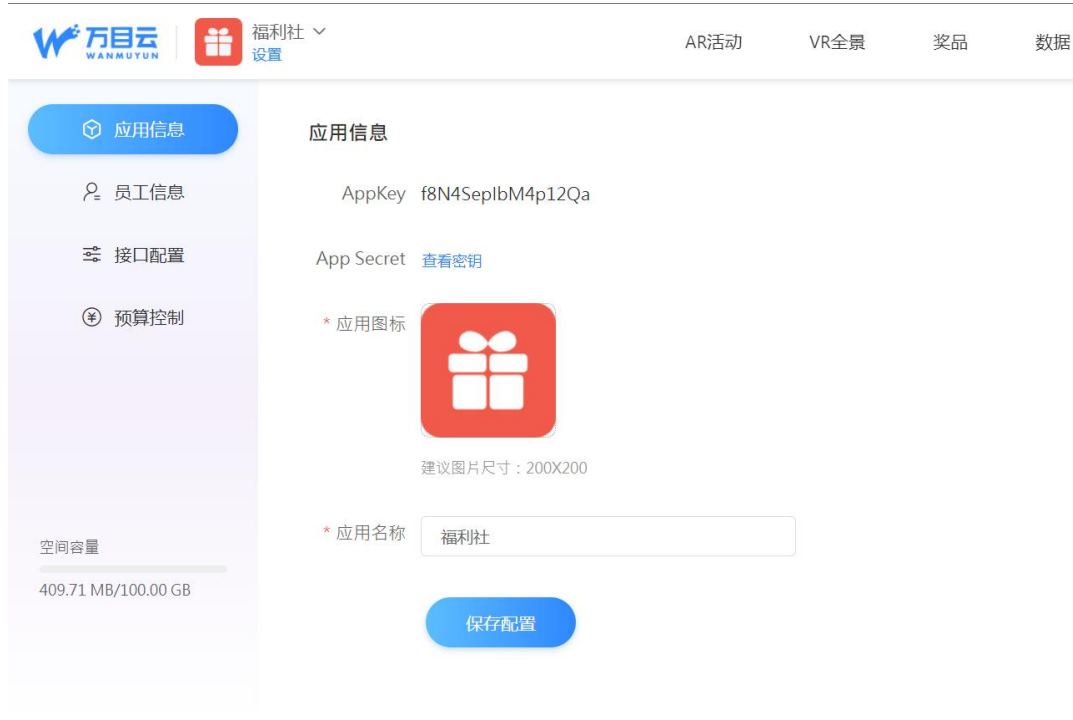 万目云
WANMUYUN
福利社
设置
AR活动
VR全景
奖品
数据
应用信息
员工信息
接口配置
预算控制
空间容量
409.71 MB/100.00 GB
应用信息
AppKey f8N4SepIbM4p12Qa
App Secret 查看密钥
* 应用图标
建议图片尺寸：200X200
* 应用名称 福利社
保存配置